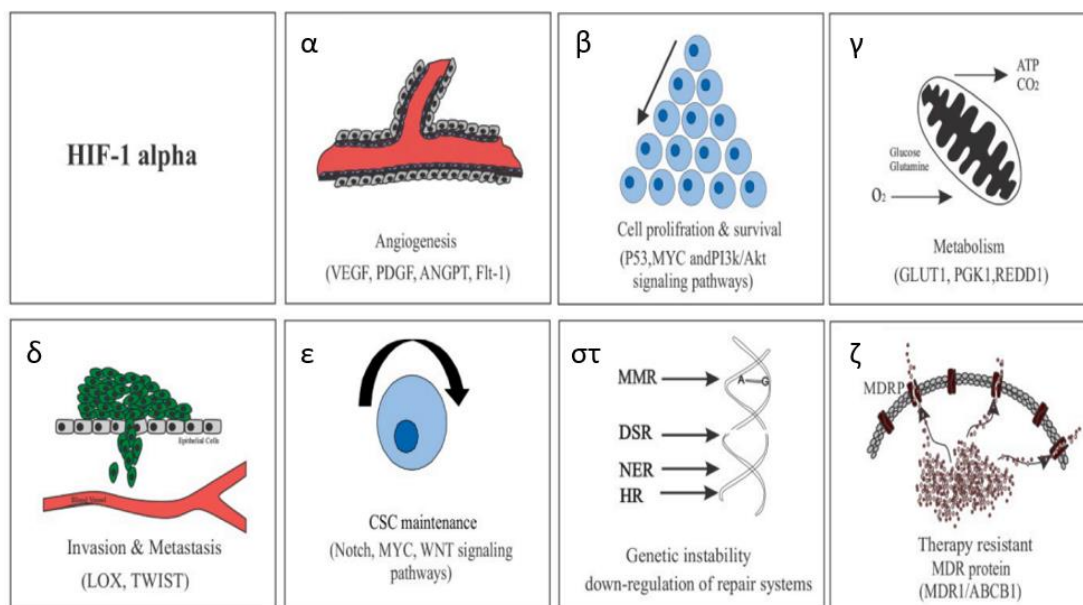 HIF-1 alpha
α
Angiogenesis
(VEGF, PDGF, ANGPT, Flt-1)
β
Cell prolifration & survival
(P53,MYC andPI3k/Akt
signaling pathways)
γ
ATP
CO2
Glucose
Glutamine
O2
Metabolism
(GLUT1, PGK1,REDD1)
δ
Epithelial Cells
Blood Vessel
Invasion & Metastasis
(LOX, TWIST)
ε
CSC maintenance
(Notch, MYC, WNT signaling
pathways)
στ
MMR
A G
DSR
NER
HR
Genetic instability
down-regulation of repair systems
ζ
MDRP
Therapy resistant
MDR protein
(MDR1/ABCB1)